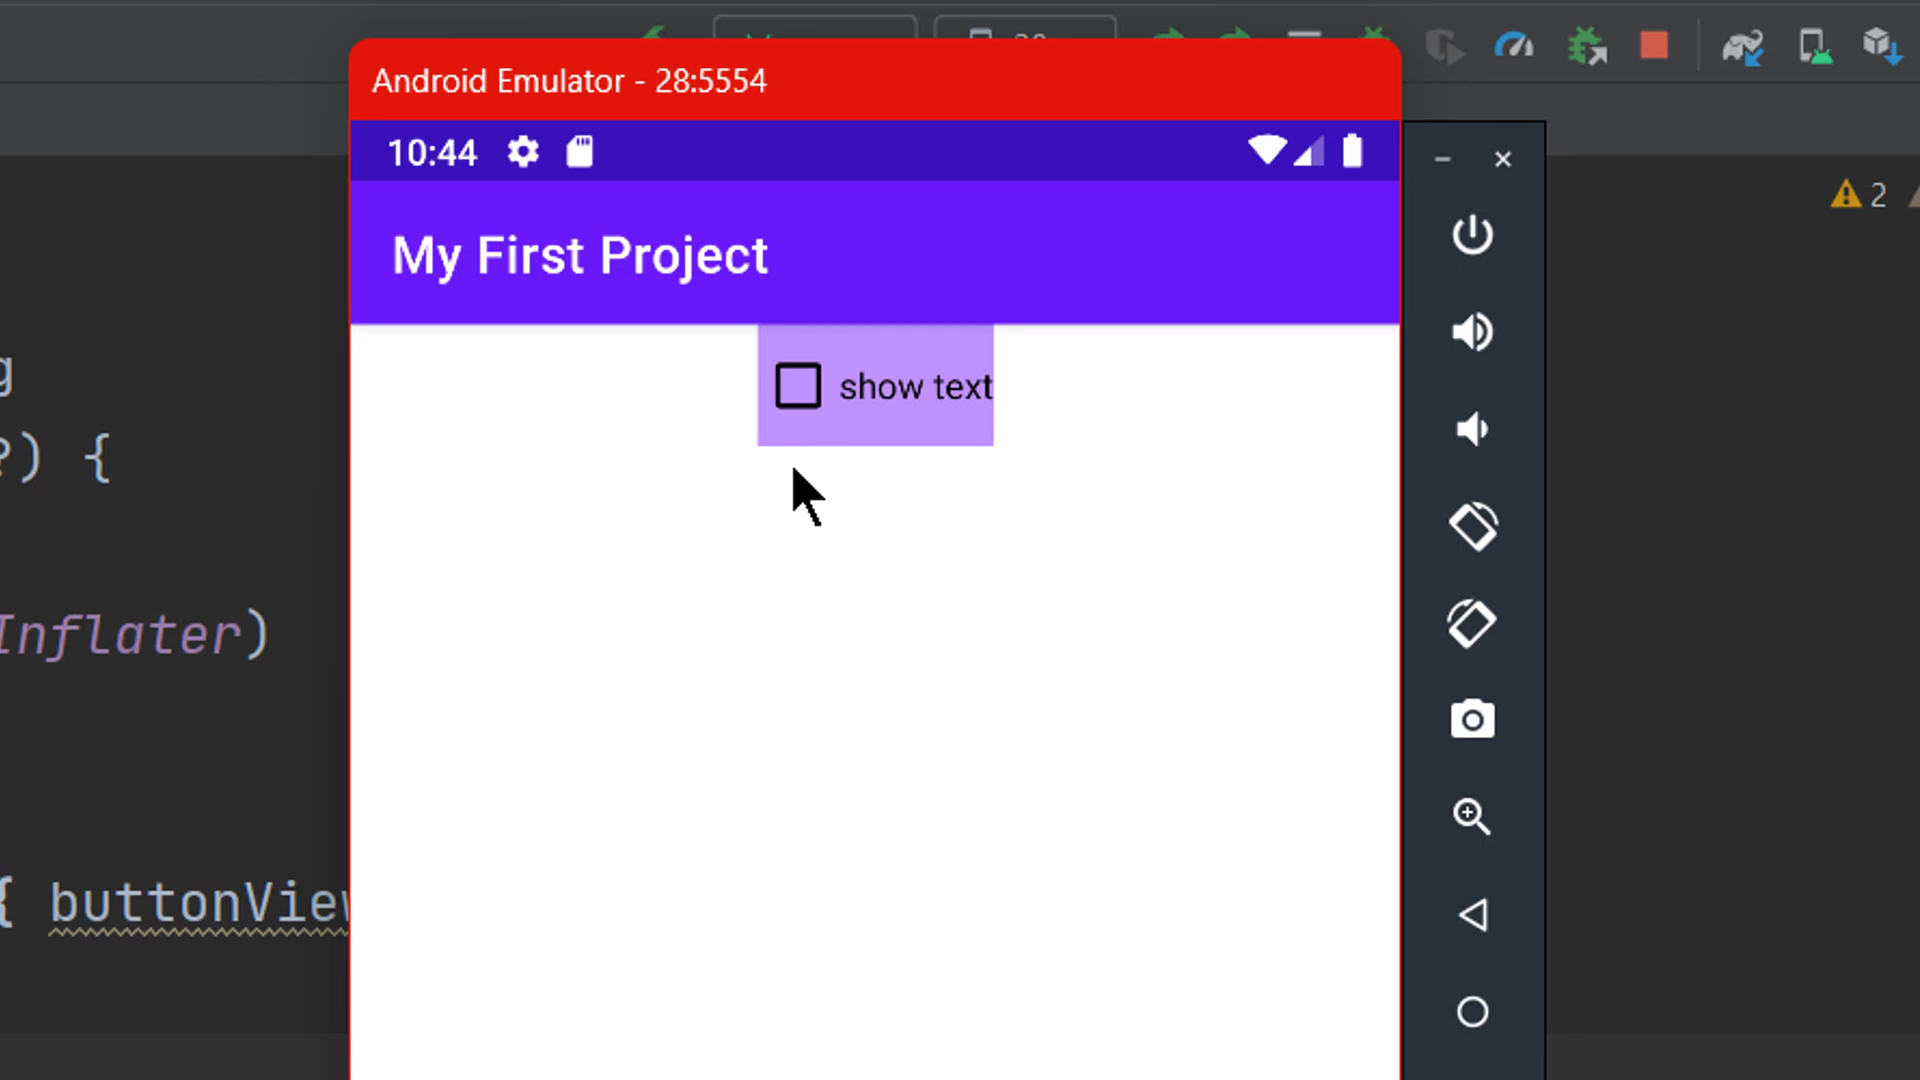 Android Emulator - 28:5554
10:44
2
My First Project
g
show text
?) {
Inflater)
{ buttonView